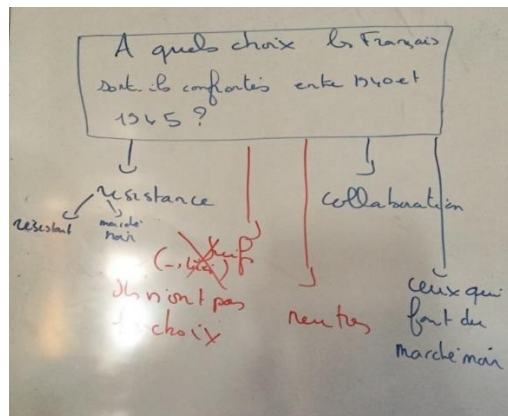 A quels choix les Français
sont-ils confrontés entre 1940 et
1945 ?
résistance
résistant
marché
noir
juifs
ils n'ont pas
le choix
neutres
collaboration
ceux qui
font du
marché noir